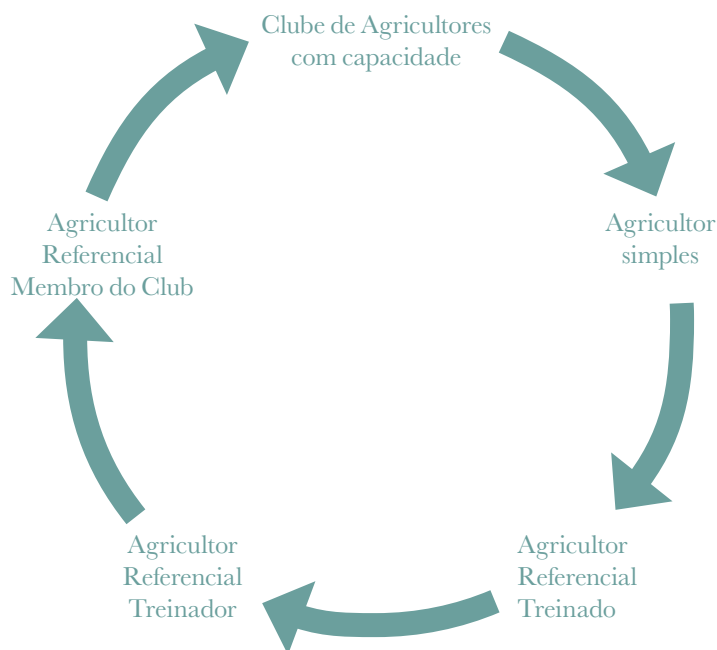 Clube de Agricultores
com capacidade
Agricultor
simples
Agricultor
Referencial
Treinado
Agricultor
Referencial
Treinador
Agricultor
Referencial
Membro do Club